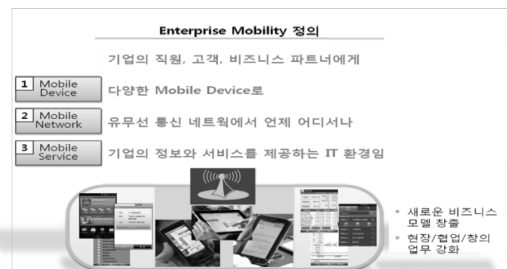 Enterprise Mobility 정의
기업의 직원, 고객, 비즈니스 파트너에게
1 Mobile Device
다양한 Mobile Device로
2 Mobile Network
유무선 통신 네트웍에서 언제 어디서나
3 Mobile Service
기업의 정보와 서비스를 제공하는 IT 환경임
• 새로운 비즈니스
모델 창출
• 현장/협업/창의
업무 강화